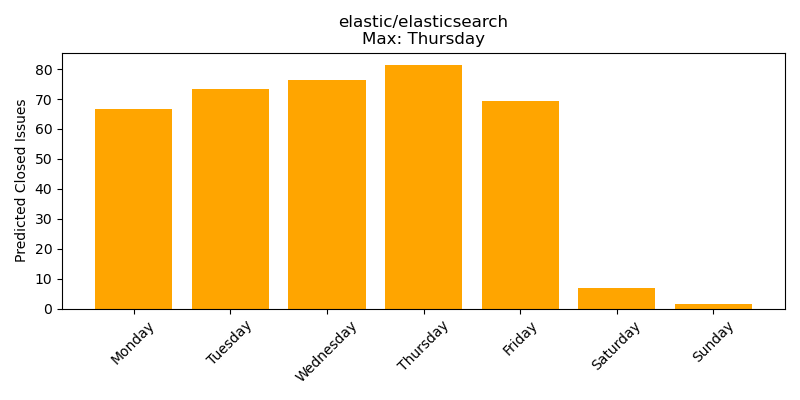 elastic/elasticsearch
Max: Thursday
Predicted Closed Issues
80
70
60
50
40
30
20
10
0
Monday
Tuesday
Wednesday
Thursday
Friday
Saturday
Sunday